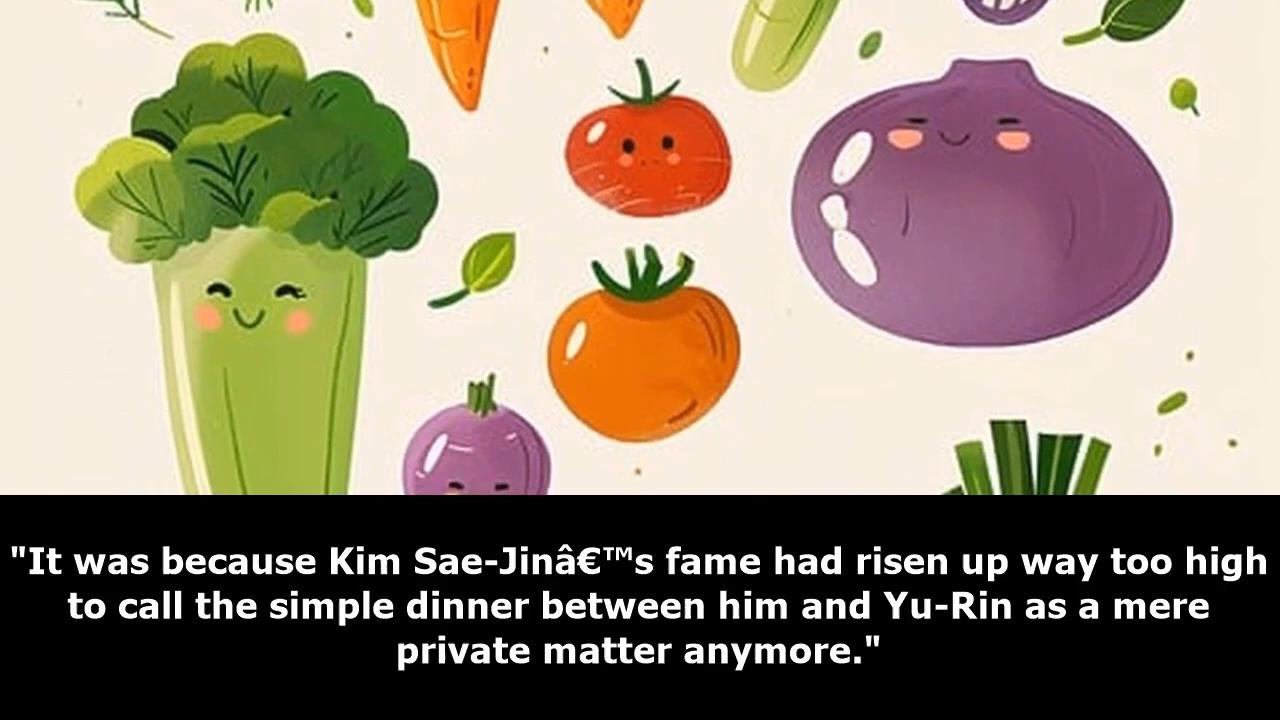 "It was because Kim Sae-Jinâ€™s fame had risen up way too high
to call the simple dinner between him and Yu-Rin as a mere
private matter anymore."